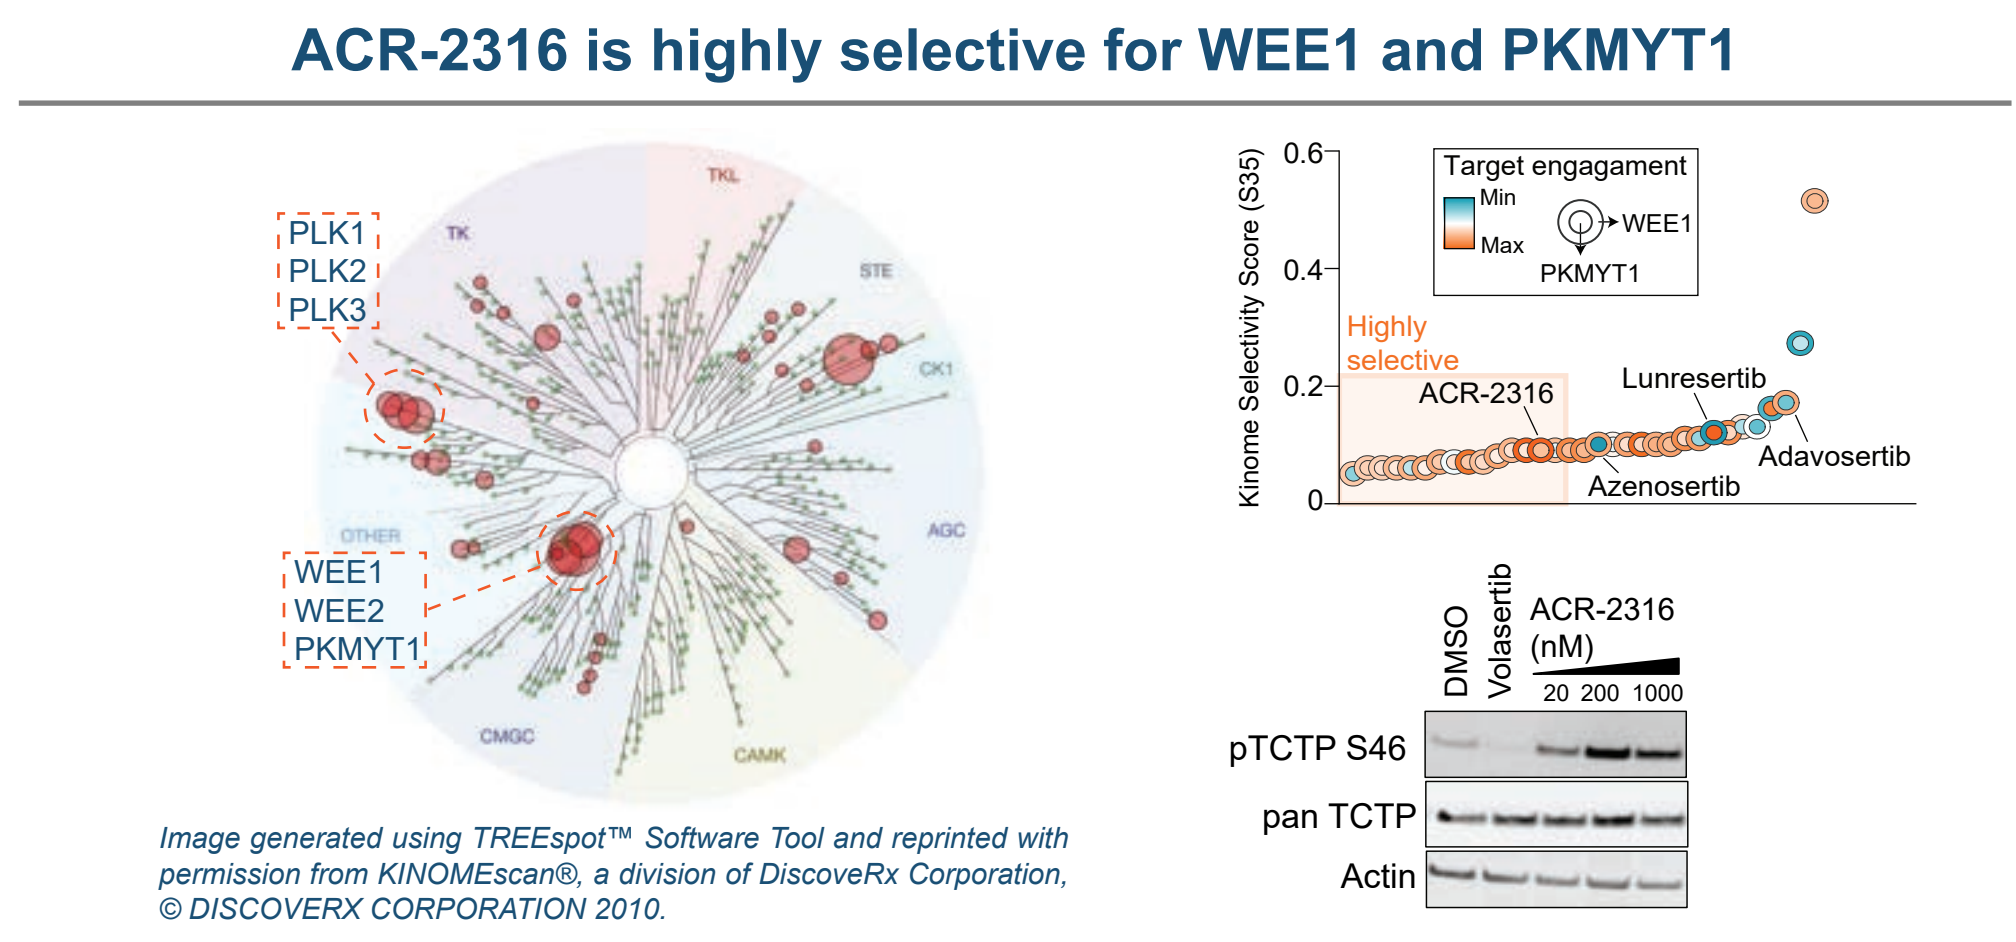 ACR-2316 is highly selective for WEE1 and PKMYT1
PLK1
PLK2
PLK3
TK
TKL
STE
CK1
AGC
CAMK
CMGC
OTHER
WEE1
WEE2
PKMYT1
Image generated using TREEspot™ Software Tool and reprinted with
permission from KINOMEscan®, a division of DiscoveRx Corporation,
© DISCOVERX CORPORATION 2010.
Kinome Selectivity Score (S35)
0.6
0.4
0.2
0
Target engagament
Min
Max
WEE1
PKMYT1
Highly
selective
ACR-2316
Lunresertib
Azenosertib
Adavosertib
DMSO
Volasertib
ACR-2316
(nM)
20 200 1000
pTCTP S46
pan TCTP
Actin